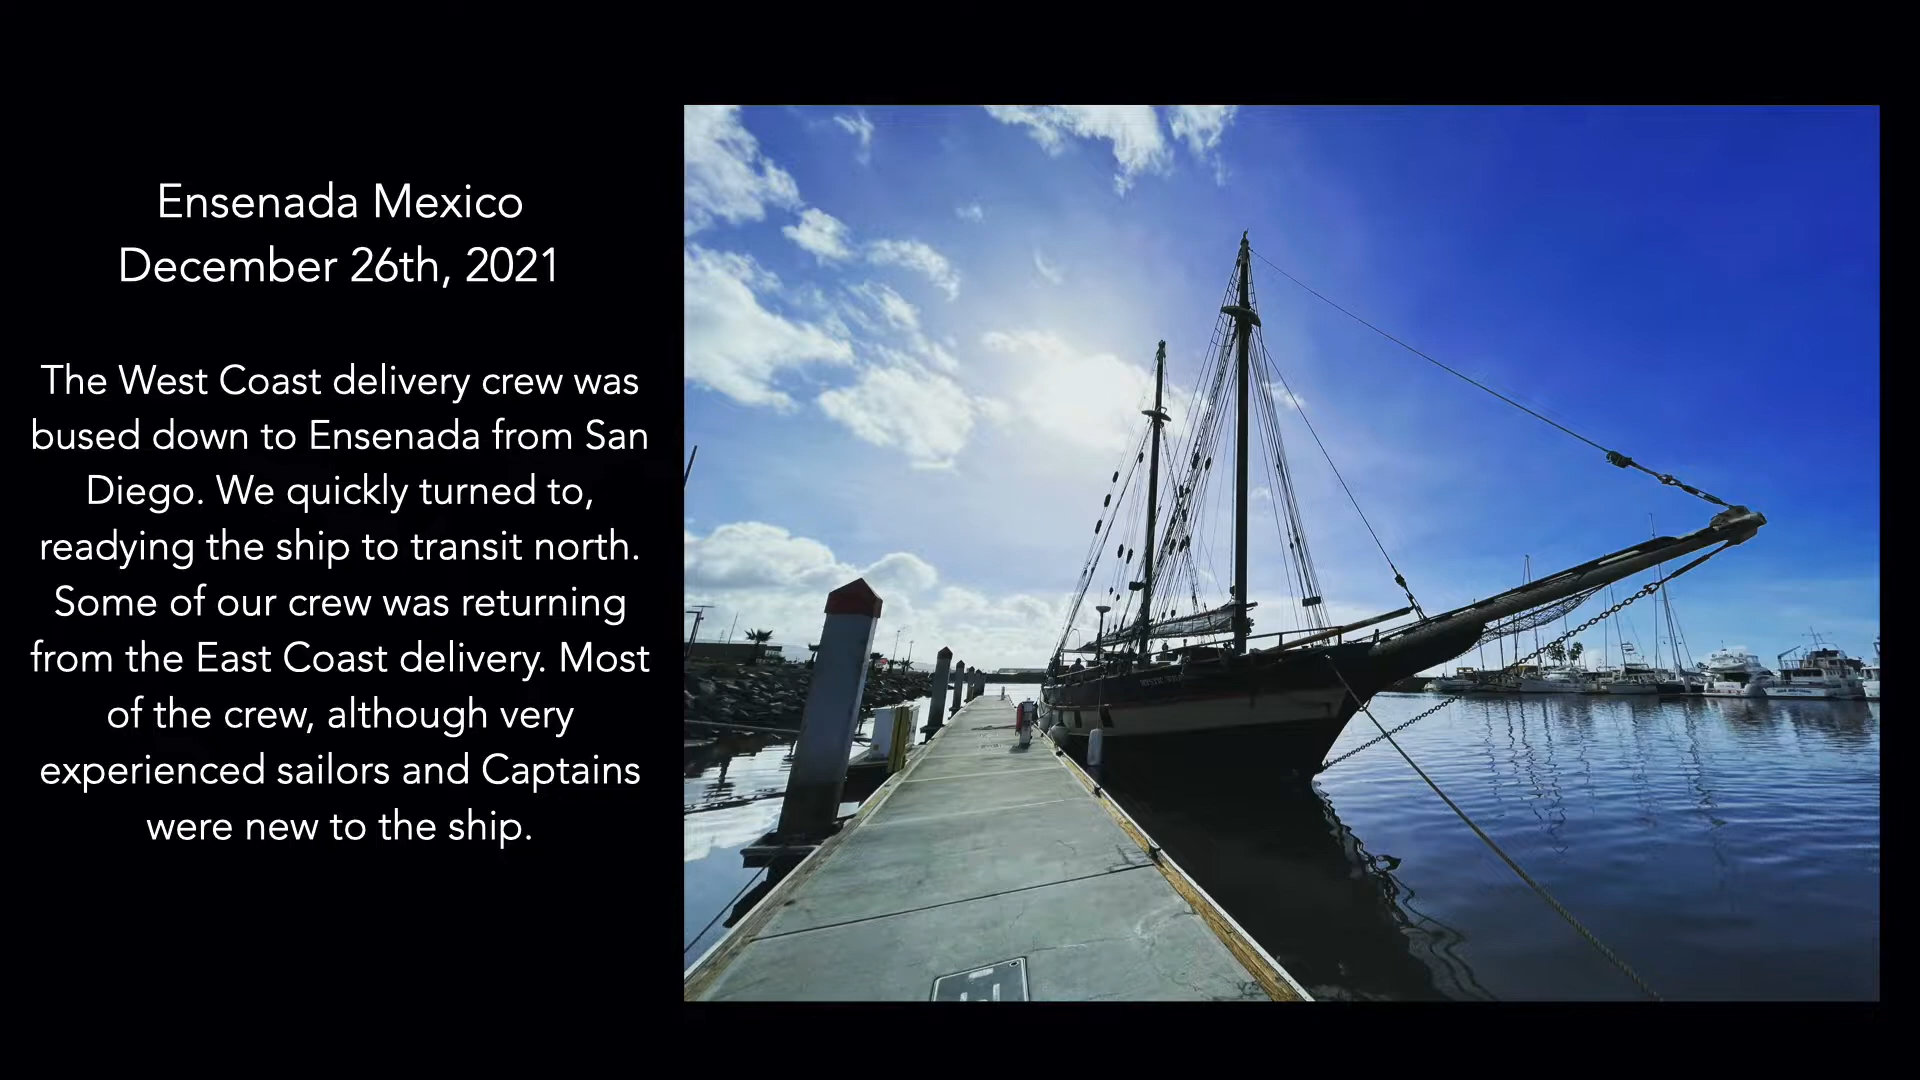 Ensenada Mexico
December 26th, 2021
The West Coast delivery crew was
bused down to Ensenada from San
Diego. We quickly turned to,
readying the ship to transit north.
Some of our crew was returning
from the East Coast delivery. Most
of the crew, although very
experienced sailors and Captains
were new to the ship.